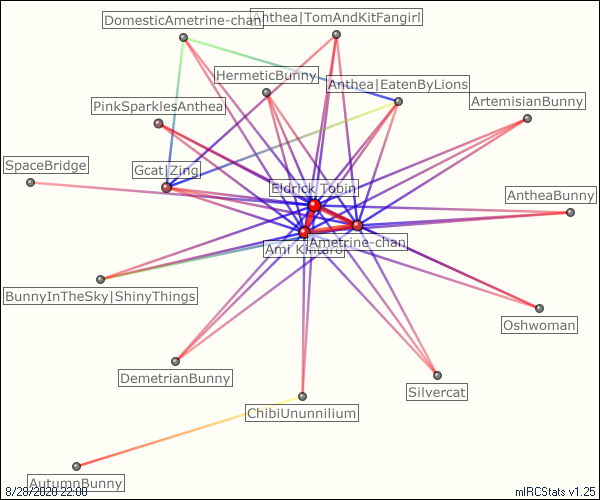 DomesticAmetrine-chan
Anthea|TomAndKitFangirl
HermeticBunny
Anthea|EatenByLions
PinkSparklesAnthea
ArtemisianBunny
SpaceBridge
Gcat|Zing
Eldrick Tobin
AntheaBunny
Ami Kintaro
Ametrine-chan
BunnyInTheSky|ShinyThings
Oshwoman
DemetrianBunny
Silvercat
ChibiUnunnilium
AutumnBunny
8/28/2020 22:00
mIRCStats v1.25